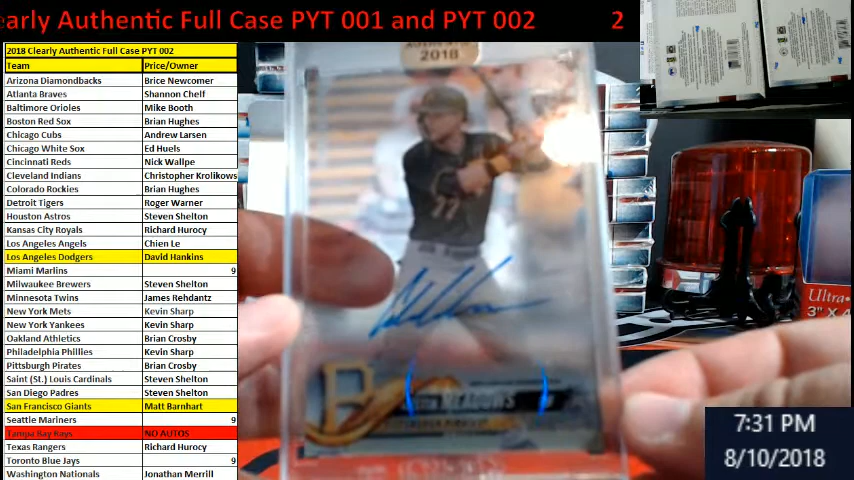 early Authentic Full Case PYT 001 and PYT 002 2
2018 Clearly Authentic Full Case PYT 002
Team Price/Owner
Arizona Diamondbacks Brice Newcomer
Atlanta Braves Shannon Chelf
Baltimore Orioles Mike Booth
Boston Red Sox Brian Hughes
Chicago Cubs Andrew Larsen
Chicago White Sox Ed Huels
Cincinnati Reds Nick Wallpe
Cleveland Indians Christopher Krolikows
Colorado Rockies Brian Hughes
Detroit Tigers Roger Warner
Houston Astros Steven Shelton
Kansas City Royals Richard Hurocy
Los Angeles Angels Chien Le
Los Angeles Dodgers David Hankins
Miami Marlins 9
Milwaukee Brewers Steven Shelton
Minnesota Twins James Rehdantz
New York Mets Kevin Sharp
New York Yankees Kevin Sharp
Oakland Athletics Brian Crosby
Philadelphia Phillies Kevin Sharp
Pittsburgh Pirates Brian Crosby
Saint (St.) Louis Cardinals Steven Shelton
San Diego Padres Steven Shelton
San Francisco Giants Matt Barnhart
Seattle Mariners 9
Tampa Bay Rays NO AUTOS
Texas Rangers Richard Hurocy
Toronto Blue Jays 9
Washington Nationals Jonathan Merrill
2018
MEADOWS
Ultra
3" X 4
7:31 PM
8/10/2018